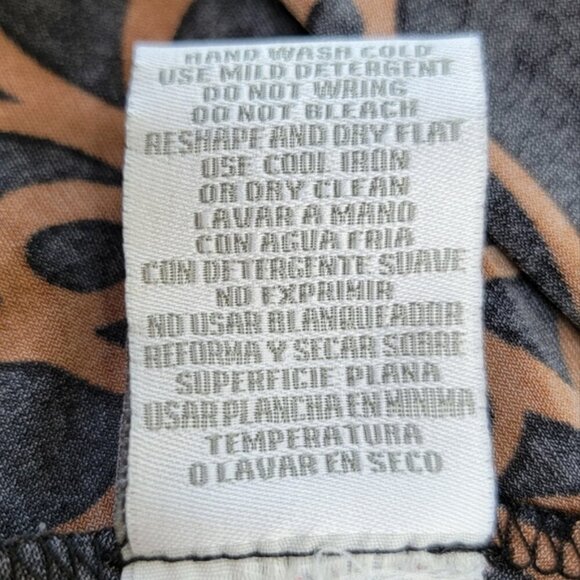 HAND WASH COLD
USE MILD DETERGENT
DO NOT WRING
DO NOT BLEACH
RESHAPE AND DRY FLAT
USE COOL IRON
OR DRY CLEAN
LAVAR A MANO
CON AGUA FRIA
CON DETERGENTE SUAVE
NO EXPRIMIR
NO USAR BLANQUEADOR
REFORMA Y SECAR SOBRE
SUPERFICIE PLANA
USAR PLANCHA EN MINIMA
TEMPERATURA
O LAVAR EN SECO